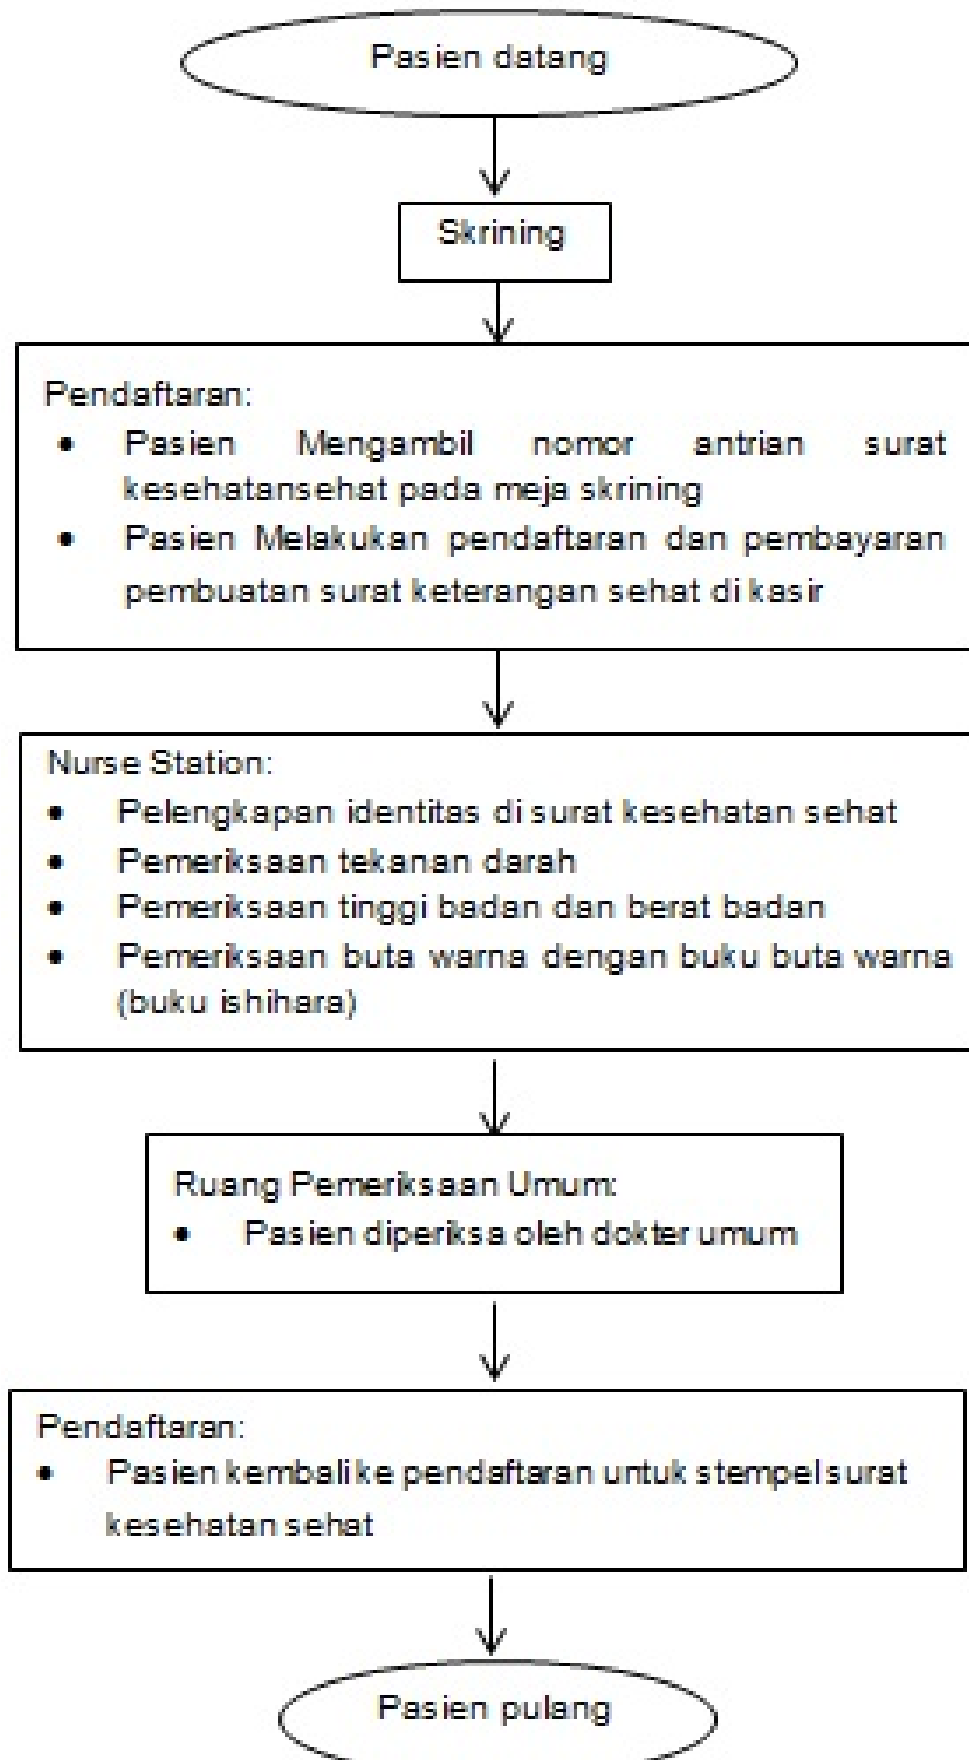 Pasien datang
Skrining
Pendaftaran:
• Pasien Mengambil nomor antrian surat
kesehatansehat pada meja skrining
• Pasien Melakukan pendaftaran dan pembayaran
pembuatan surat keterangan sehat di kasir
Nurse Station:
• Pelengkapan identitas di surat kesehatan sehat
• Pemeriksaan tekanan darah
• Pemeriksaan tinggi badan dan berat badan
• Pemeriksaan buta warna dengan buku buta warna
(buku ishihara)
Ruang Pemeriksaan Umum:
• Pasien diperiksa oleh dokter umum
Pendaftaran:
• Pasien kembali ke pendaftaran untuk stempel surat
kesehatan sehat
Pasien pulang